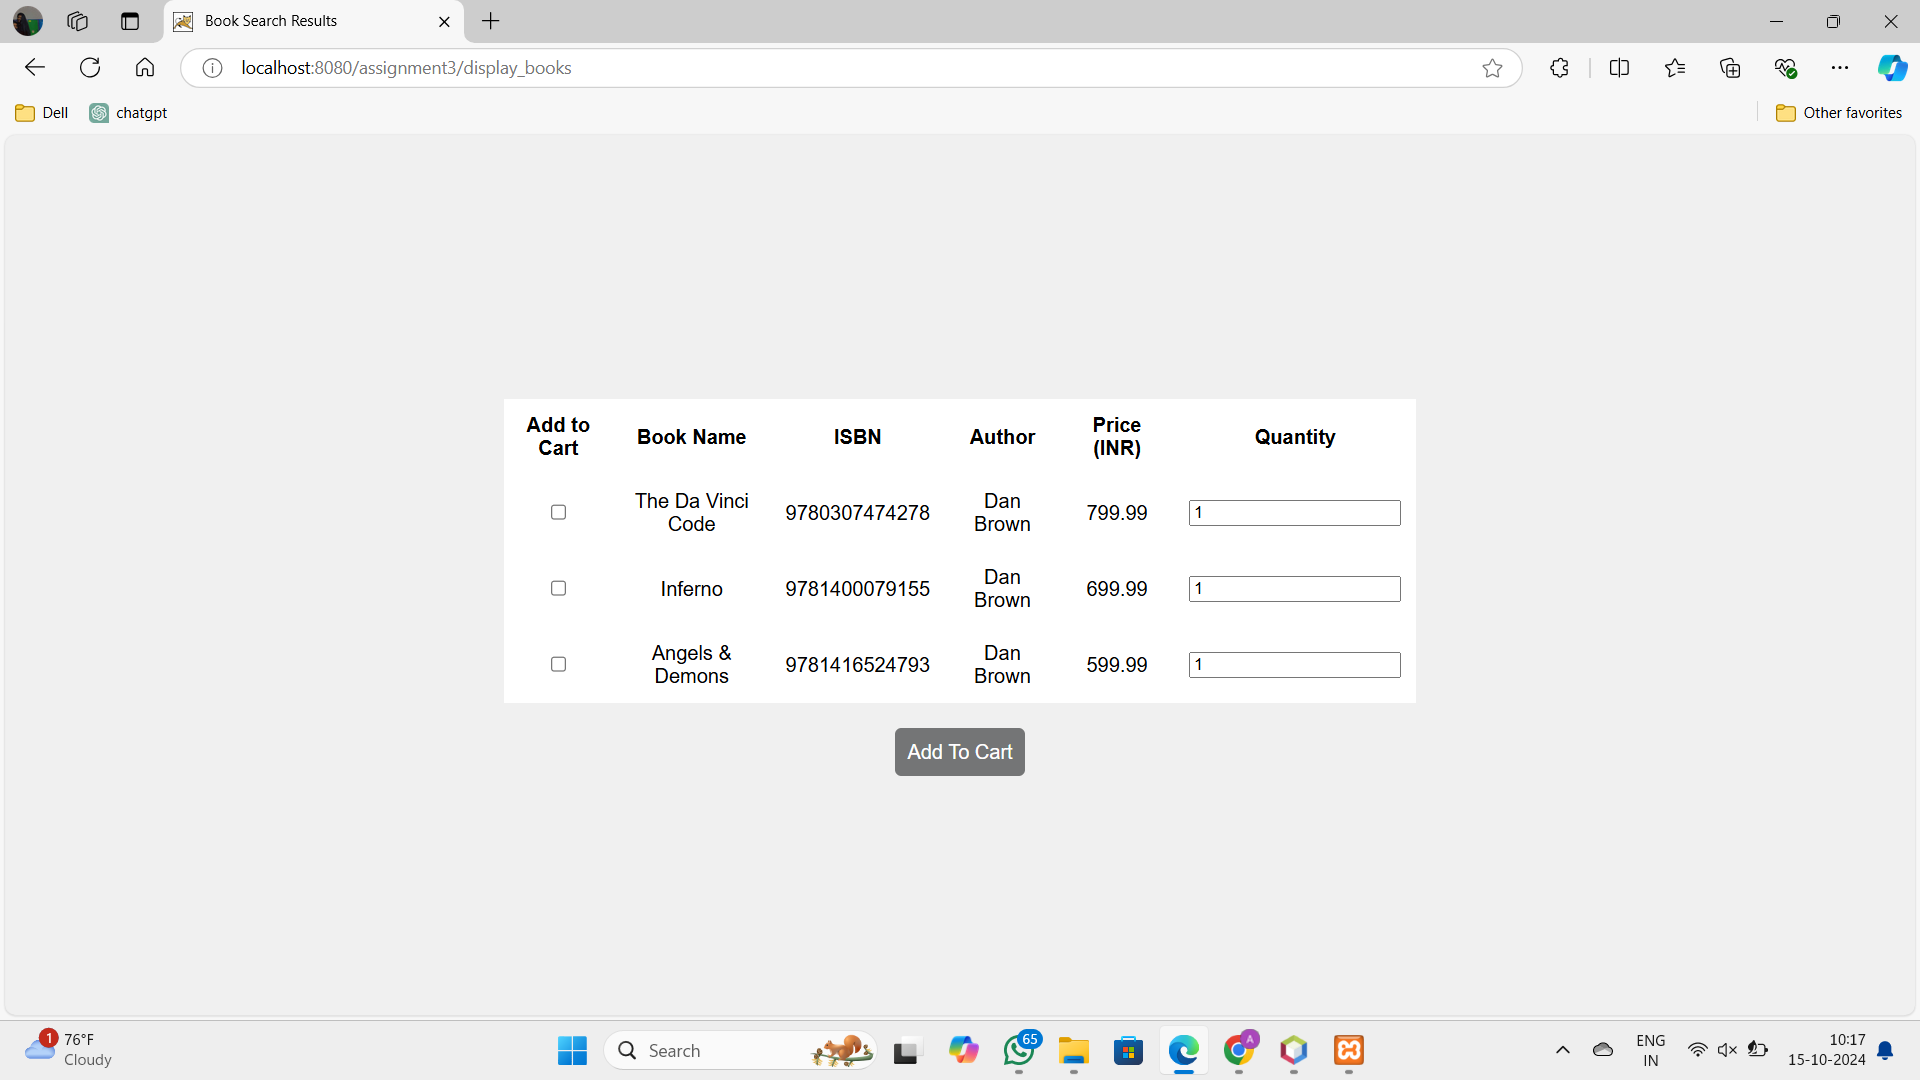 Book Search Results
localhost:8080/assignment3/display_books
Dell chatgpt Other favorites
Add to Cart Book Name ISBN Author Price (INR) Quantity
The Da Vinci Code 9780307474278 Dan Brown 799.99 1
Inferno 9781400079155 Dan Brown 699.99 1
Angels & Demons 9781416524793 Dan Brown 599.99 1
Add To Cart
1 76°F
Cloudy
Search
65
A
ENG
IN
10:17
15-10-2024